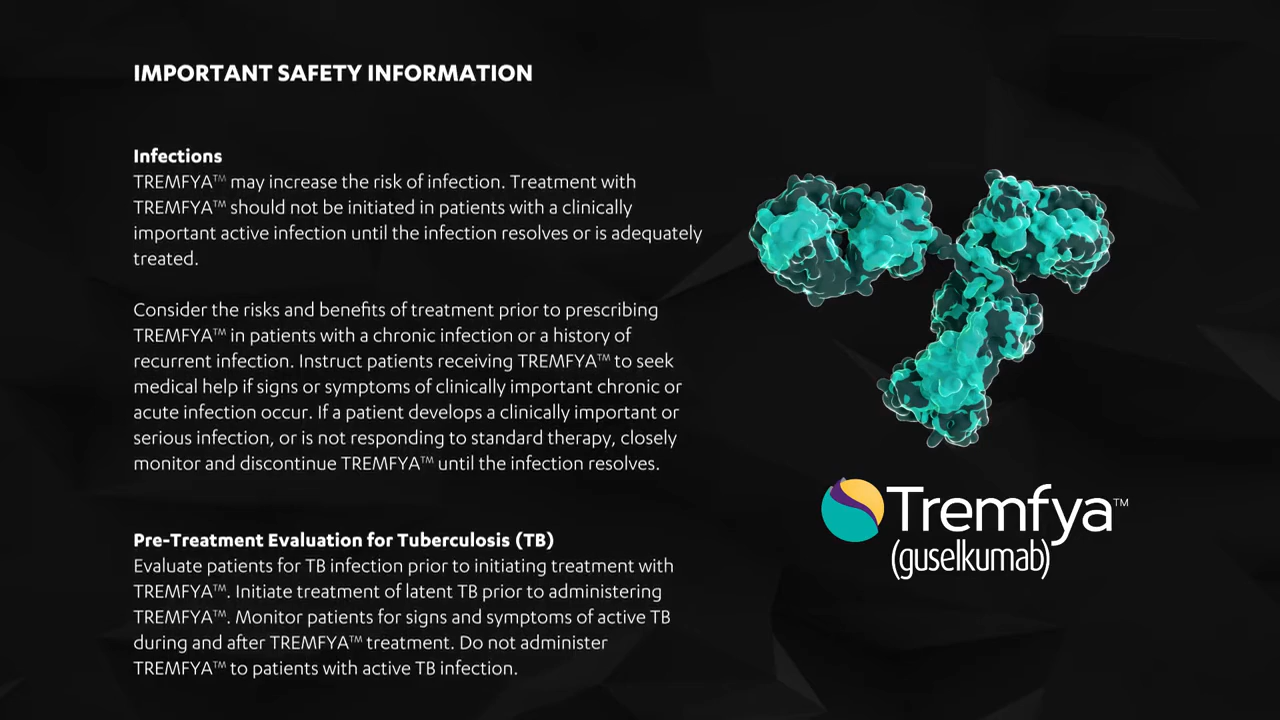 IMPORTANT SAFETY INFORMATION
Infections
TREMFYA™ may increase the risk of infection. Treatment with
TREMFYA™ should not be initiated in patients with a clinically
important active infection until the infection resolves or is adequately
treated.
Consider the risks and benefits of treatment prior to prescribing
TREMFYA™ in patients with a chronic infection or a history of
recurrent infection. Instruct patients receiving TREMFYA™ to seek
medical help if signs or symptoms of clinically important chronic or
acute infection occur. If a patient develops a clinically important or
serious infection, or is not responding to standard therapy, closely
monitor and discontinue TREMFYA™ until the infection resolves.
Pre-Treatment Evaluation for Tuberculosis (TB)
Evaluate patients for TB infection prior to initiating treatment with
TREMFYA™. Initiate treatment of latent TB prior to administering
TREMFYA™. Monitor patients for signs and symptoms of active TB
during and after TREMFYA™ treatment. Do not administer
TREMFYA™ to patients with active TB infection.
Tremfya™
(guselkumab)